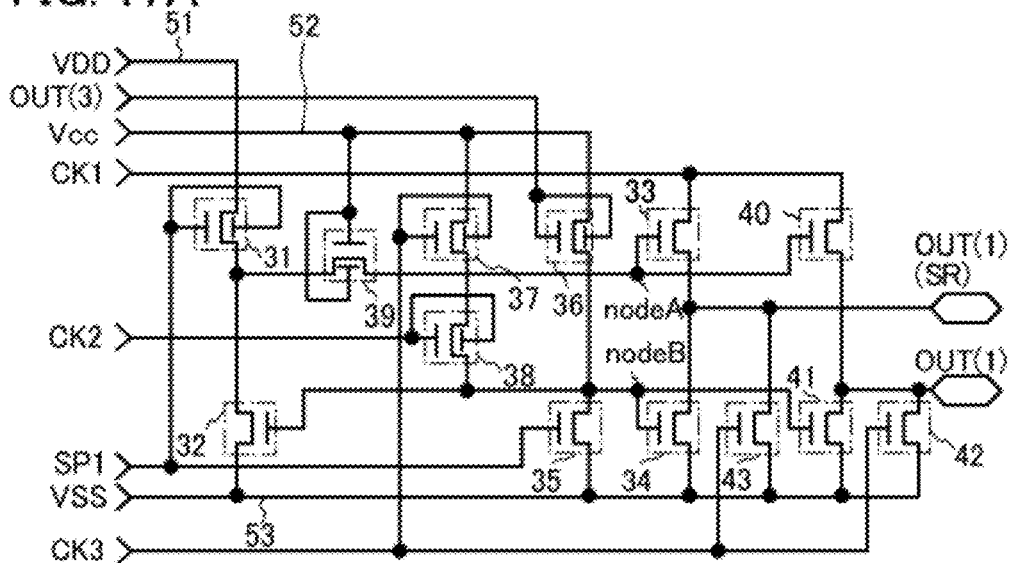 FIG. 17A
51
52
VDD
OUT(3)
Vcc
CK1
33
40
31
39
37
36
OUT(1)
(SR)
nodeA
CK2
38
nodeB
41
OUT(1)
32
SP1
35
34
43
42
VSS
53
CK3